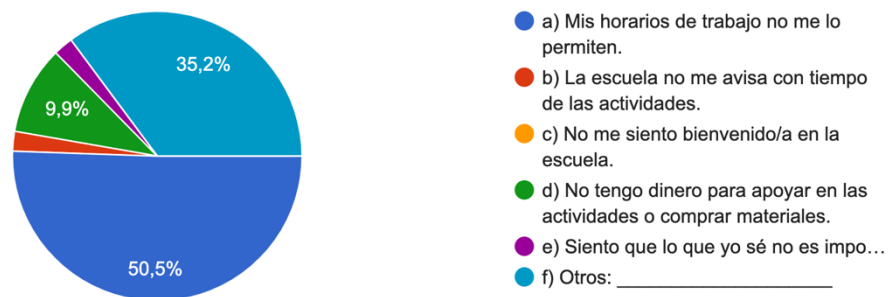 35,2%
9,9%
50,5%
a) Mis horarios de trabajo no me lo
permiten.
b) La escuela no me avisa con tiempo
de las actividades.
c) No me siento bienvenido/a en la
escuela.
d) No tengo dinero para apoyar en las
actividades o comprar materiales.
e) Siento que lo que yo sé no es impo…
f) Otros: ____________________